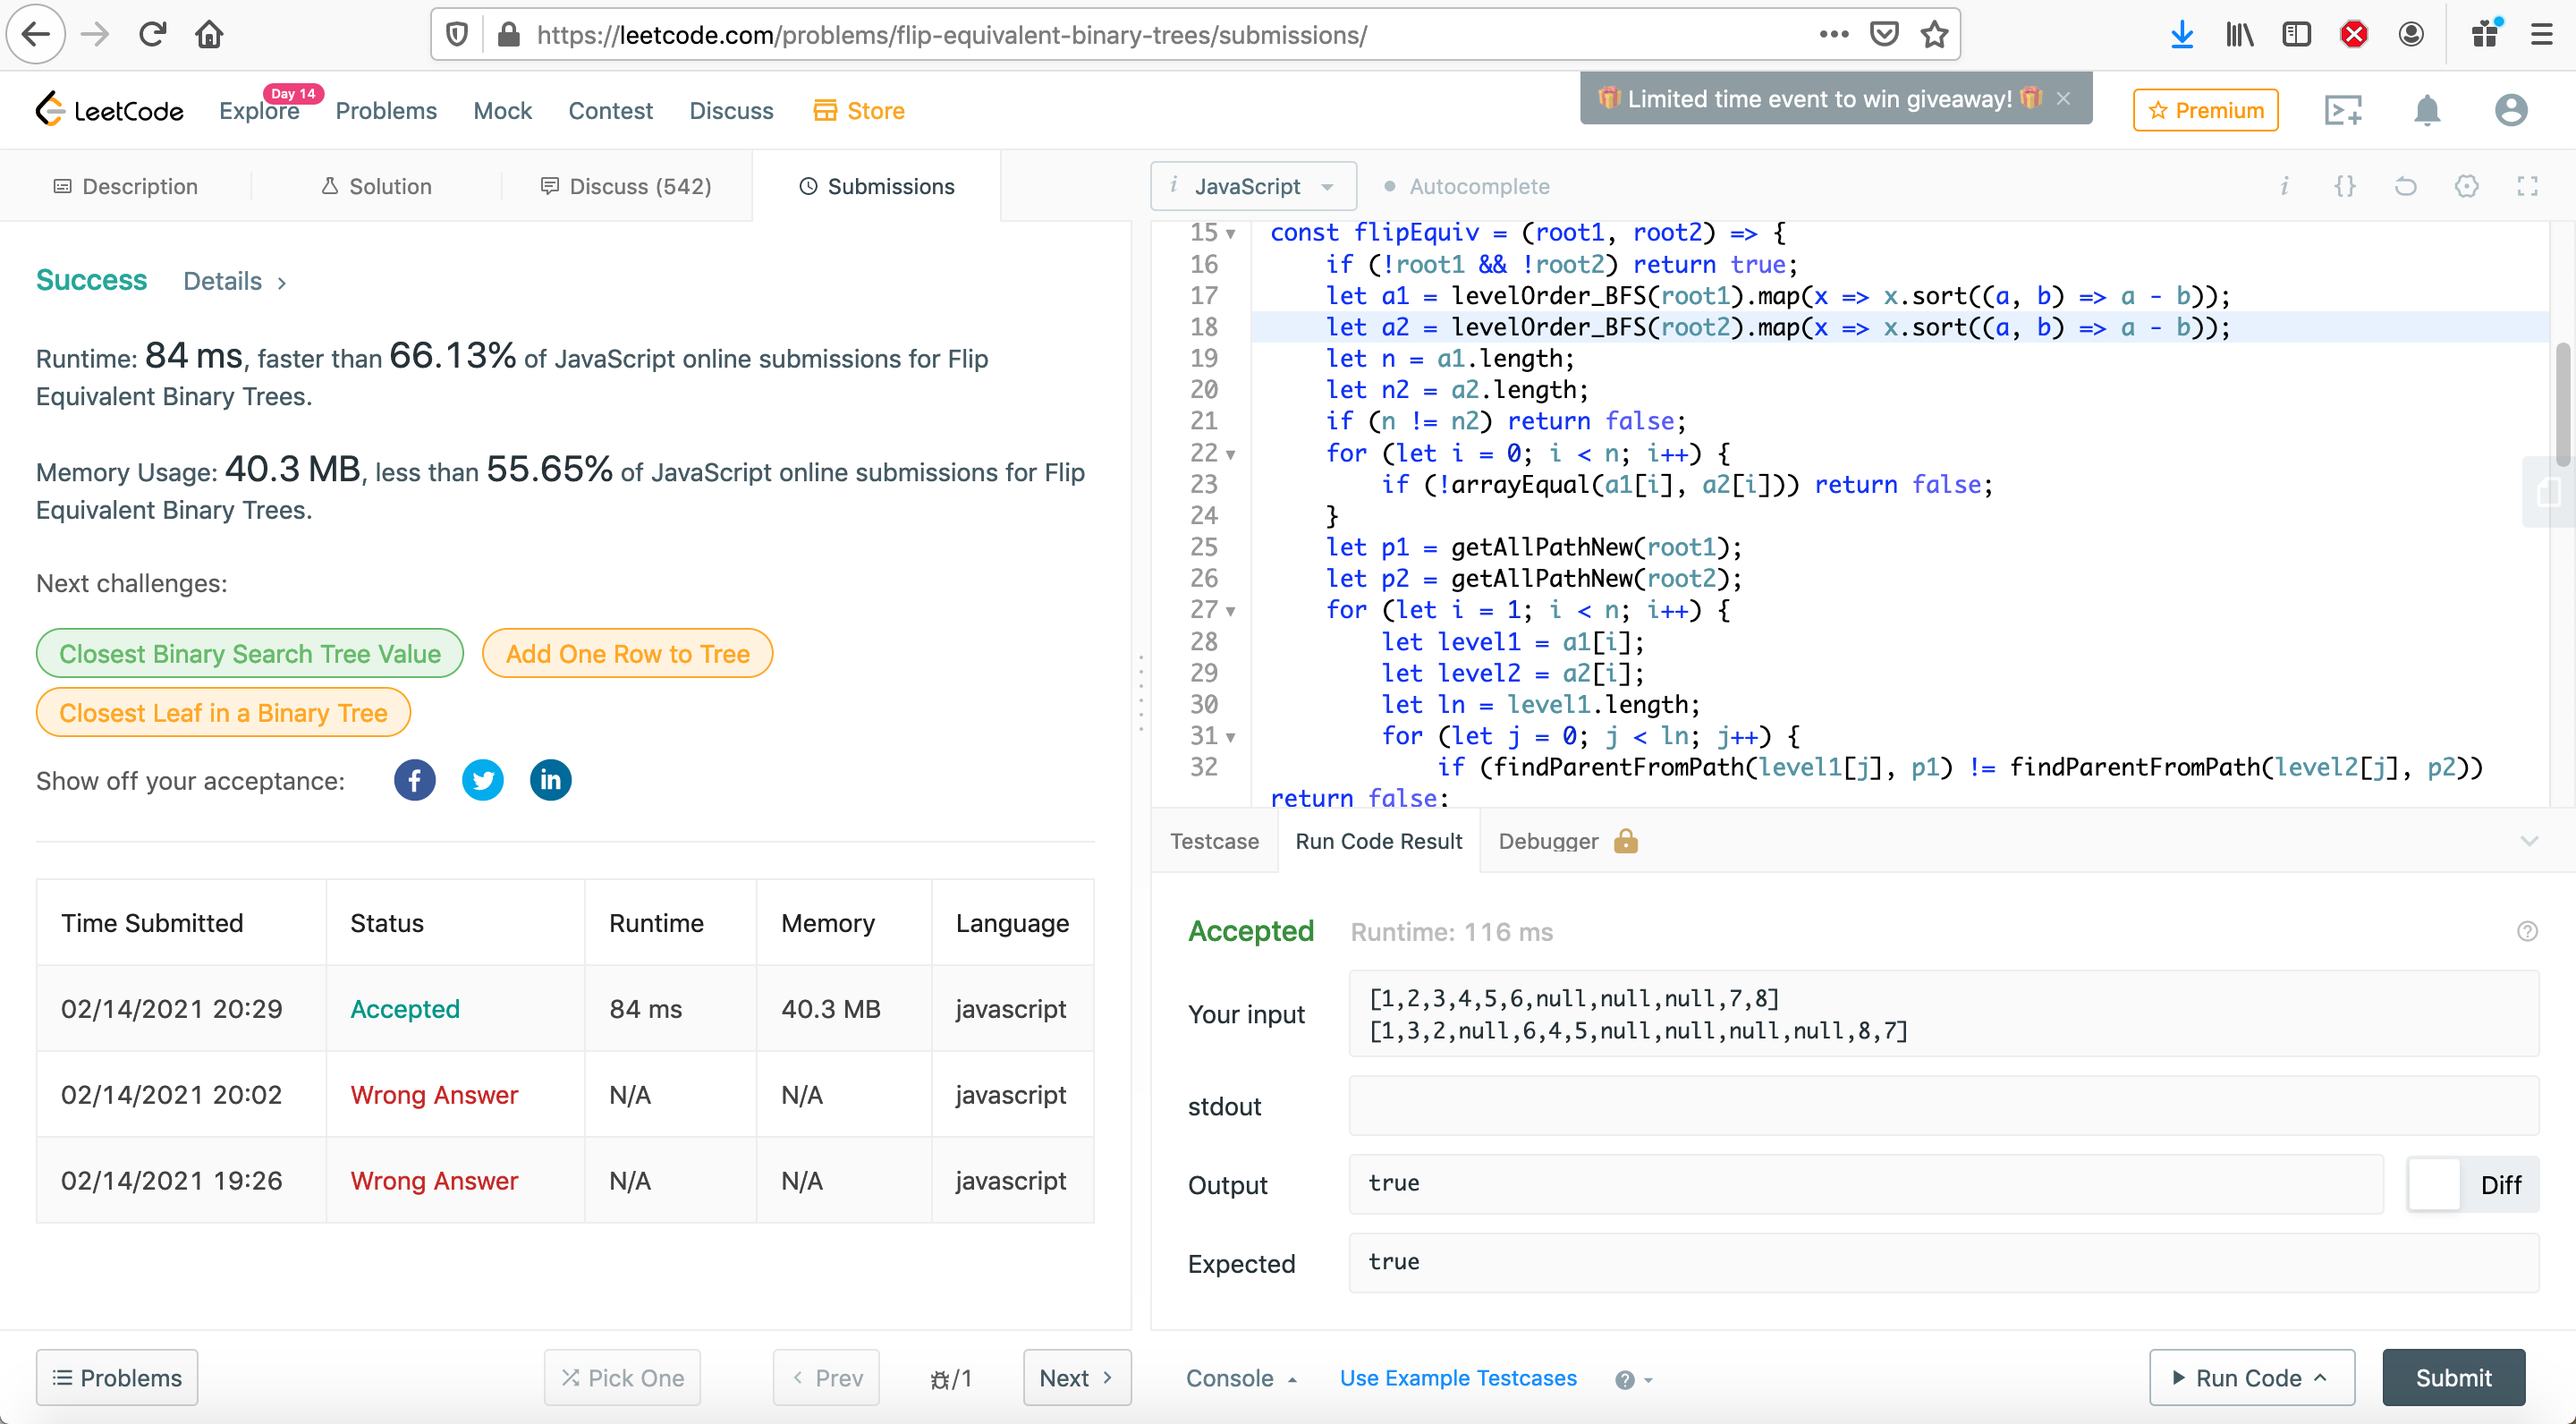 https://leetcode.com/problems/flip-equivalent-binary-trees/submissions/
LeetCode
Explore
Day 14
Problems
Mock
Contest
Discuss
Store
Limited time event to win giveaway!
Premium
Description
Solution
Discuss (542)
Submissions
Success
Details
Runtime: 84 ms, faster than 66.13% of JavaScript online submissions for Flip
Equivalent Binary Trees.
Memory Usage: 40.3 MB, less than 55.65% of JavaScript online submissions for Flip
Equivalent Binary Trees.
Next challenges:
Closest Binary Search Tree Value
Add One Row to Tree
Closest Leaf in a Binary Tree
Show off your acceptance:
Time Submitted Status Runtime Memory Language
02/14/2021 20:29 Accepted 84 ms 40.3 MB javascript
02/14/2021 20:02 Wrong Answer N/A N/A javascript
02/14/2021 19:26 Wrong Answer N/A N/A javascript
Problems
Pick One
Prev
/1
Next
i JavaScript
Autocomplete
i {}
15 const flipEquiv = (root1, root2) => {
16 if (!root1 && !root2) return true;
17 let a1 = levelOrder_BFS(root1).map(x => x.sort((a, b) => a - b));
18 let a2 = levelOrder_BFS(root2).map(x => x.sort((a, b) => a - b));
19 let n = a1.length;
20 let n2 = a2.length;
21 if (n != n2) return false;
22 for (let i = 0; i < n; i++) {
23 if (!arrayEqual(a1[i], a2[i])) return false;
24 }
25 let p1 = getAllPathNew(root1);
26 let p2 = getAllPathNew(root2);
27 for (let i = 1; i < n; i++) {
28 let level1 = a1[i];
29 let level2 = a2[i];
30 let ln = level1.length;
31 for (let j = 0; j < ln; j++) {
32 if (findParentFromPath(level1[j], p1) != findParentFromPath(level2[j], p2))
return false;
Testcase
Run Code Result
Debugger
Accepted
Runtime: 116 ms
Your input
[1,2,3,4,5,6,null,null,null,7,8]
[1,3,2,null,6,4,5,null,null,null,null,8,7]
stdout
Output
true
Diff
Expected
true
Console
Use Example Testcases
Run Code
Submit